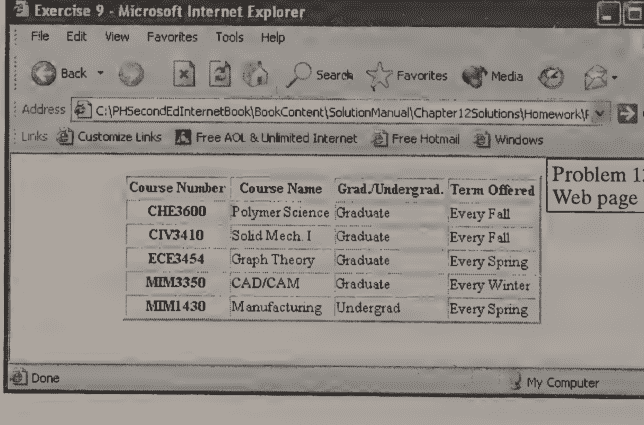 Exercise 9 - Microsoft Internet Explorer
File Edit View Favorites Tools Help
Back Search Favorites Media
Address C:\PHSecondEdInternetBook\BookContent\SolutionManual\Chapter12Solutions\Homework\
Links Customize Links Free AOL & Unlimited Internet Free Hotmail Windows
Course Number Course Name Grad./Undergrad. Term Offered
CHE3600 Polymer Science Graduate Every Fall
CIV3410 Solid Mech. I Graduate Every Fall
ECE3454 Graph Theory Graduate Every Spring
MIM3350 CAD/CAM Graduate Every Winter
MIM1430 Manufacturing Undergrad Every Spring
Problem
Web page
Done My Computer